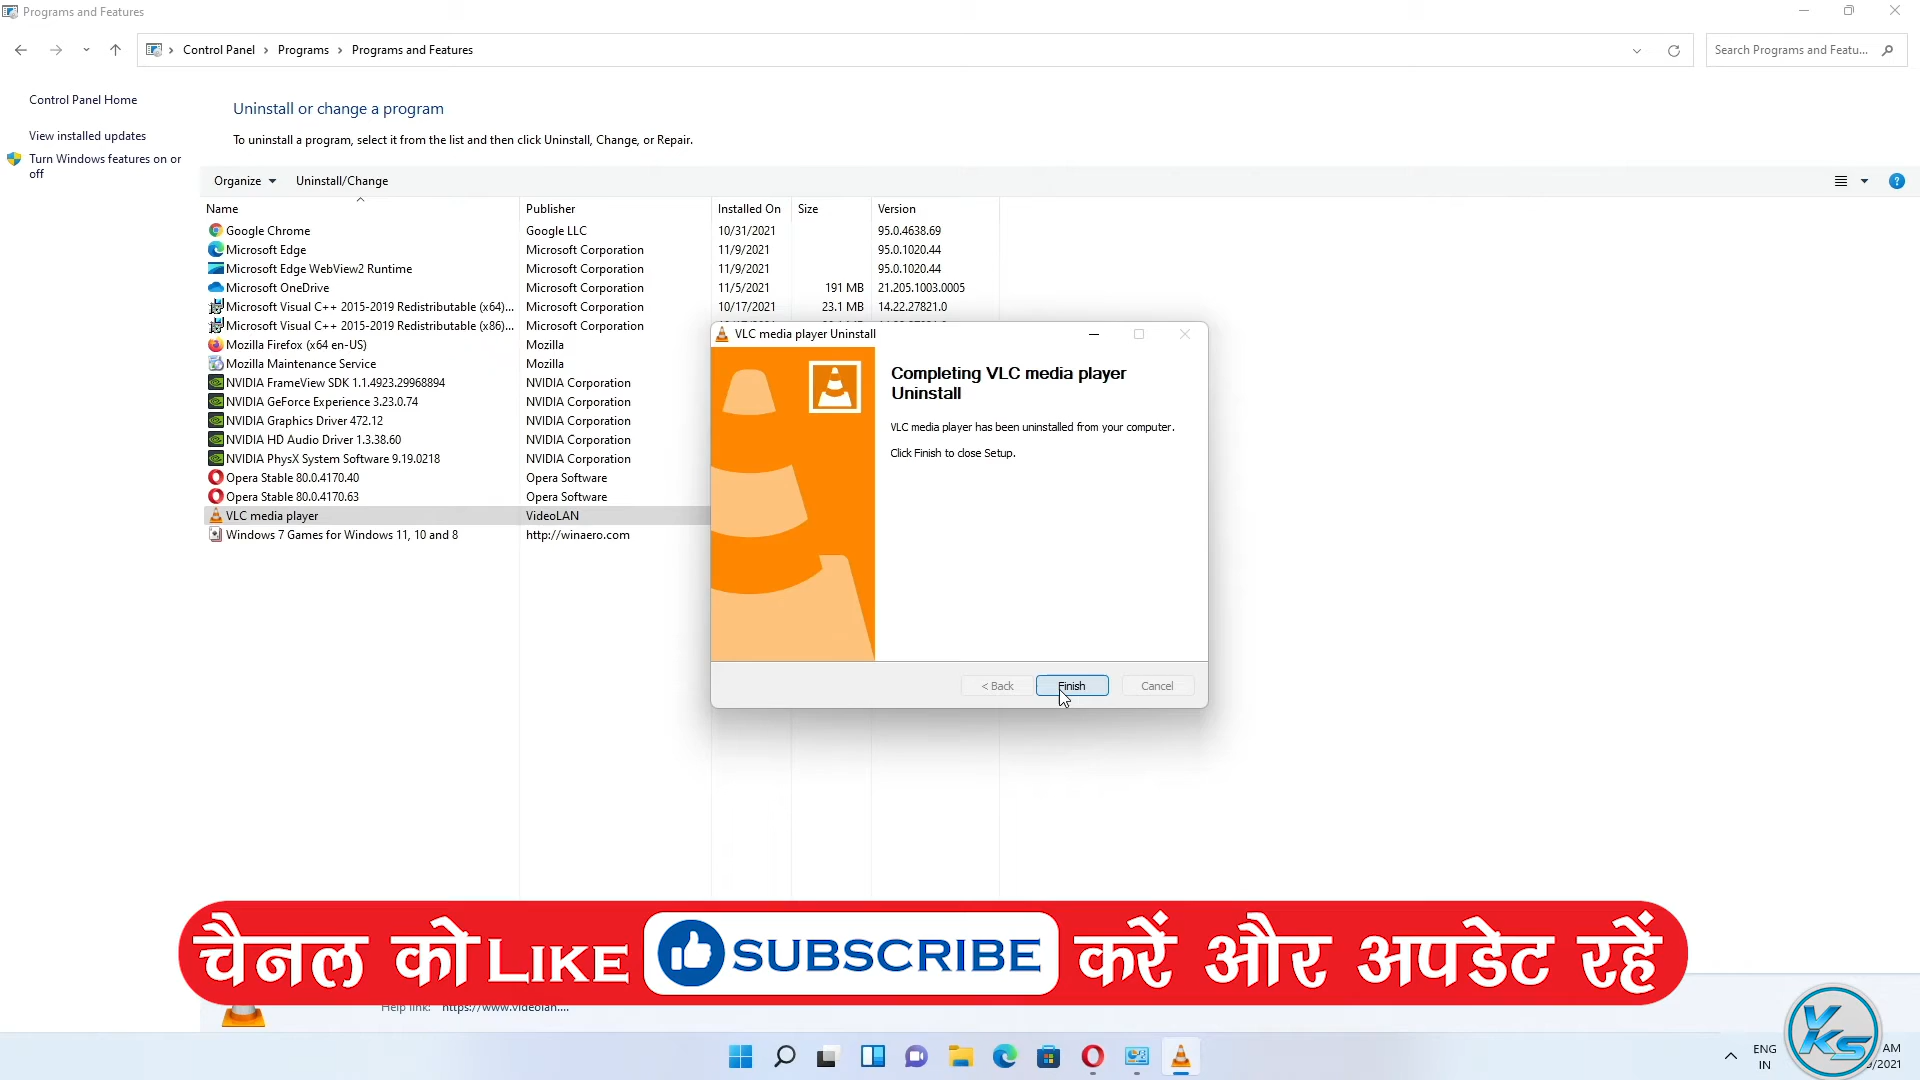 Programs and Features
Control Panel > Programs > Programs and Features
Search Programs and Featu...
Control Panel Home
View installed updates
Turn Windows features on or
off
Uninstall or change a program
To uninstall a program, select it from the list and then click Uninstall, Change, or Repair.
Organize Uninstall/Change
Name Publisher Installed On Size Version
Google Chrome Google LLC 10/31/2021 95.0.4638.69
Microsoft Edge Microsoft Corporation 11/9/2021 95.0.1020.44
Microsoft Edge WebView2 Runtime Microsoft Corporation 11/9/2021 95.0.1020.44
Microsoft OneDrive Microsoft Corporation 11/5/2021 191 MB 21.205.1003.0005
Microsoft Visual C++ 2015-2019 Redistributable (x64)... Microsoft Corporation 10/17/2021 23.1 MB 14.22.27821.0
Microsoft Visual C++ 2015-2019 Redistributable (x86)... Microsoft Corporation
Mozilla Firefox (x64 en-US) Mozilla
Mozilla Maintenance Service Mozilla
NVIDIA FrameView SDK 1.1.4923.29968894 NVIDIA Corporation
NVIDIA GeForce Experience 3.23.0.74 NVIDIA Corporation
NVIDIA Graphics Driver 472.12 NVIDIA Corporation
NVIDIA HD Audio Driver 1.3.38.60 NVIDIA Corporation
NVIDIA PhysX System Software 9.19.0218 NVIDIA Corporation
Opera Stable 80.0.4170.40 Opera Software
Opera Stable 80.0.4170.63 Opera Software
VLC media player VideoLAN
Windows 7 Games for Windows 11, 10 and 8 http://winaero.com
VLC media player Uninstall
Completing VLC media player
Uninstall
VLC media player has been uninstalled from your computer.
Click Finish to close Setup.
< Back Finish Cancel
चैनल को LIKE SUBSCRIBE करें और अपडेट रहें
Help link: https://www.videolan....
ENG
IN
AM
/2021
YKS